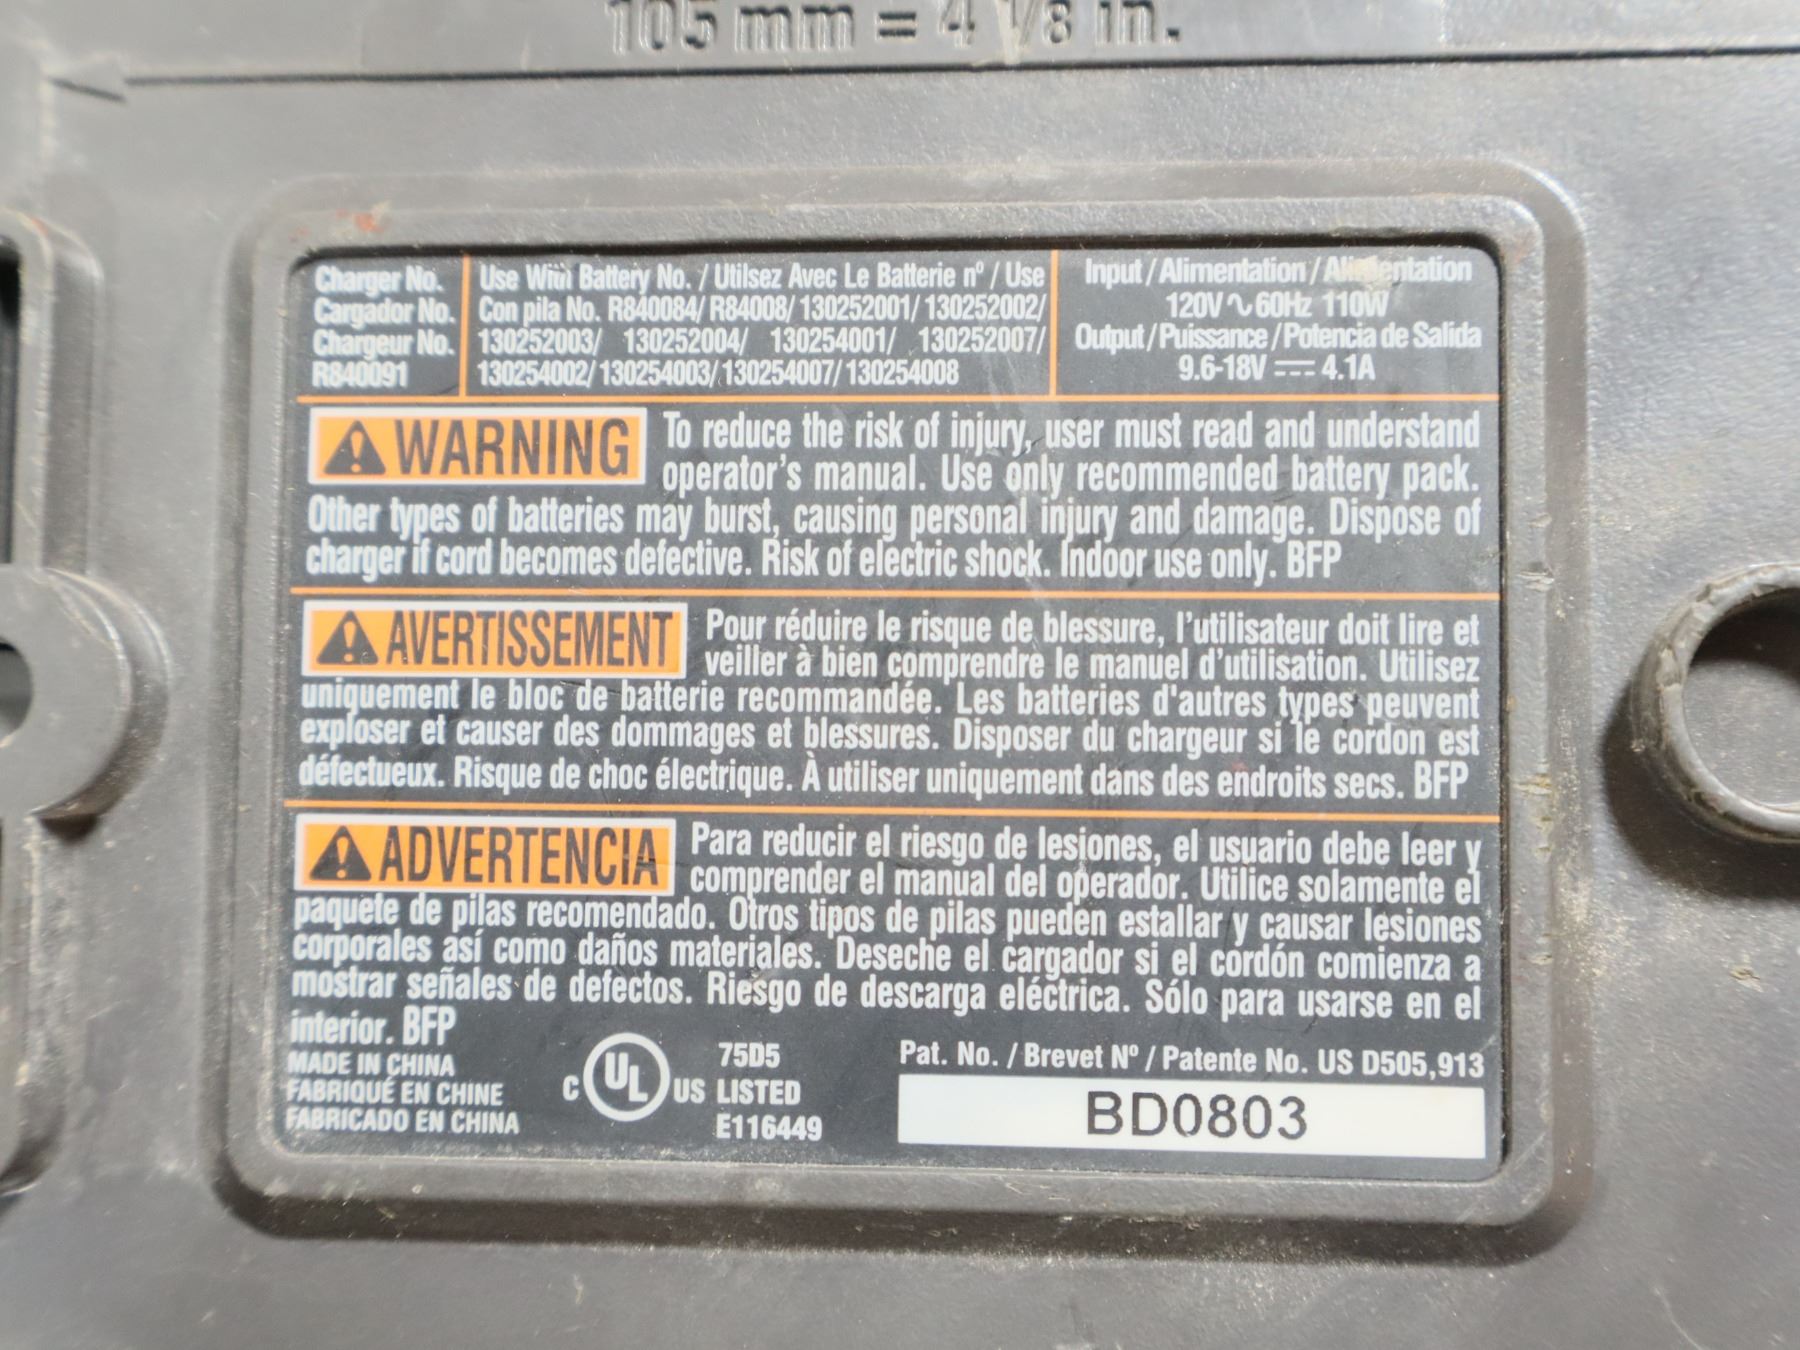 105 mm = 4 1/8 in.
Charger No.
Cargador No.
Chargeur No.
R840091
Use With Battery No. / Utilsez Avec Le Batterie nº / Use
Con pila No. R840084/ R84008/ 130252001/ 130252002/
130252003/ 130252004/ 130254001/ 130252007/
130254002/ 130254003/ 130254007/ 130254008
Input / Alimentation / Alimentation
120V ∿ 60Hz 110W
Output / Puissance / Potencia de Salida
9.6-18V ⎓ 4.1A
WARNING To reduce the risk of injury, user must read and understand
operator's manual. Use only recommended battery pack.
Other types of batteries may burst, causing personal injury and damage. Dispose of
charger if cord becomes defective. Risk of electric shock. Indoor use only. BFP
AVERTISSEMENT Pour réduire le risque de blessure, l'utilisateur doit lire et
veiller à bien comprendre le manuel d'utilisation. Utilisez
uniquement le bloc de batterie recommandée. Les batteries d'autres types peuvent
exploser et causer des dommages et blessures. Disposer du chargeur si le cordon est
défectueux. Risque de choc électrique. À utiliser uniquement dans des endroits secs. BFP
ADVERTENCIA Para reducir el riesgo de lesiones, el usuario debe leer y
comprender el manual del operador. Utilice solamente el
paquete de pilas recomendado. Otros tipos de pilas pueden estallar y causar lesiones
corporales así como daños materiales. Deseche el cargador si el cordón comienza a
mostrar señales de defectos. Riesgo de descarga eléctrica. Sólo para usarse en el
interior. BFP
MADE IN CHINA
FABRIQUÉ EN CHINE
FABRICADO EN CHINA
C UL US
75D5
LISTED
E116449
Pat. No. / Brevet Nº / Patente No. US D505,913
BD0803